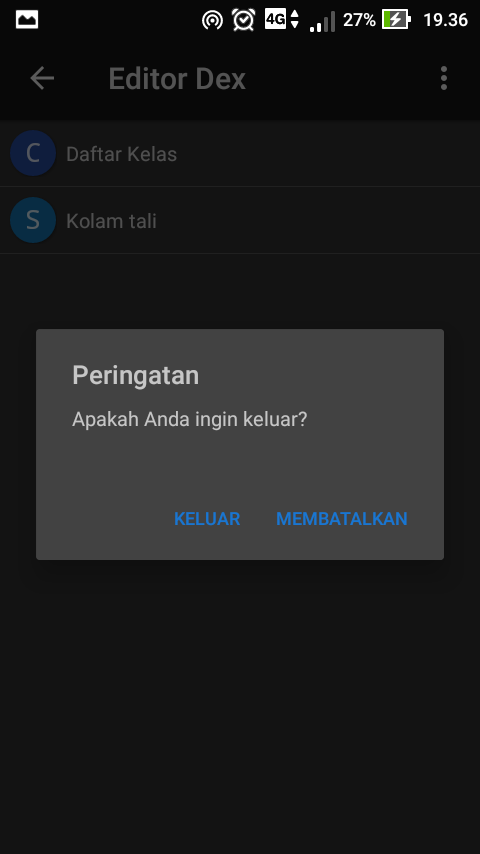 4G 27% 19.36
Editor Dex
C Daftar Kelas
S Kolam tali
Peringatan
Apakah Anda ingin keluar?
KELUAR MEMBATALKAN